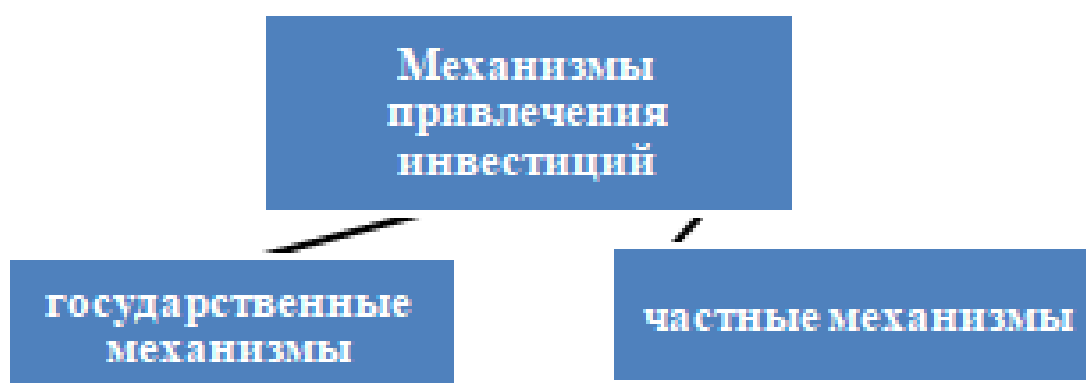 Механизмы
привлечения
инвестиций
государственные
механизмы
частные механизмы